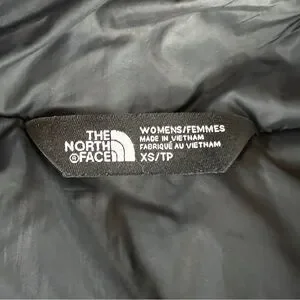 THE
NORTH
FACE
WOMENS/FEMMES
MADE IN VIETNAM
FABRIQUÉ AU VIETNAM
XS/TP